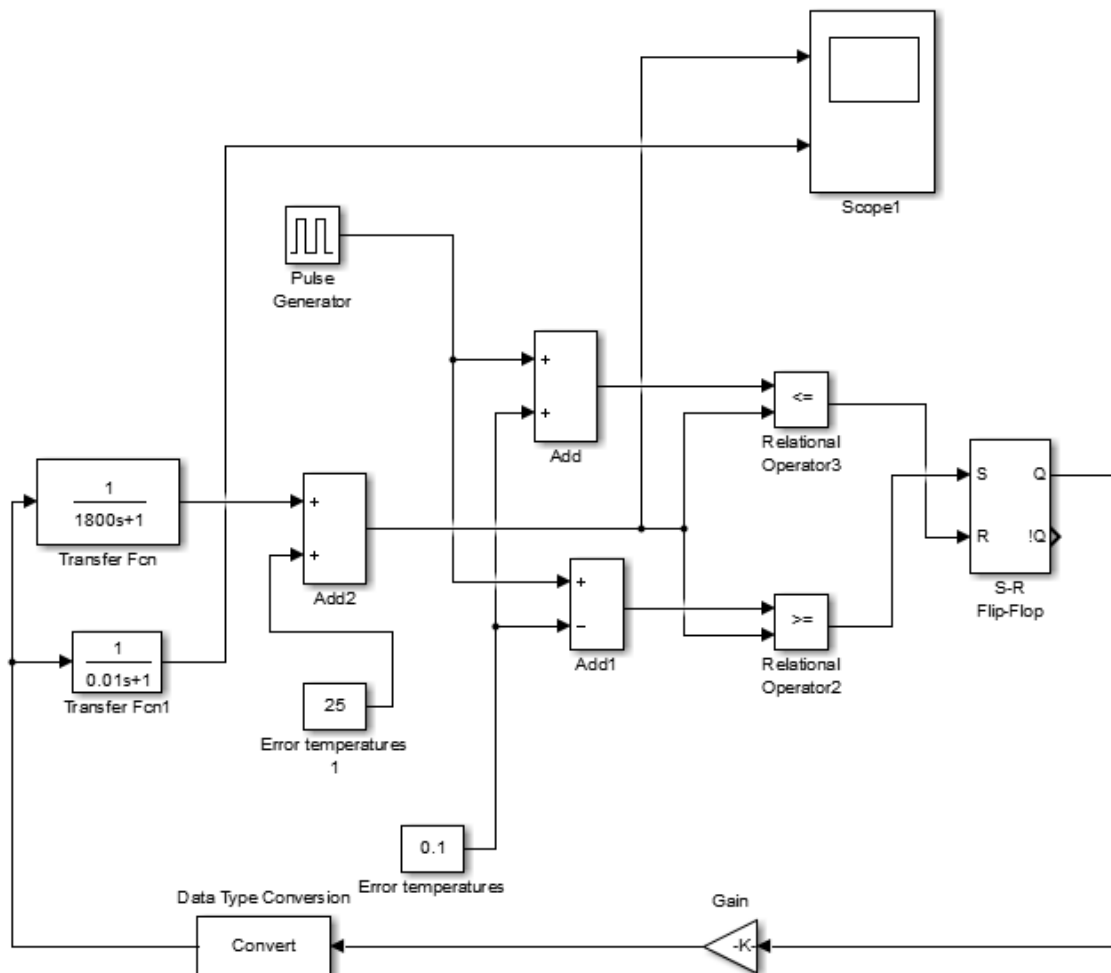 Scope1
Pulse
Generator
+
+
Add
<=
Relational
Operator3
1
1800s+1
Transfer Fcn
+
+
Add2
S
Q
R
!Q
S-R
Flip-Flop
+
−
Add1
>=
Relational
Operator2
1
0.01s+1
Transfer Fcn1
25
Error temperatures
1
0.1
Error temperatures
Data Type Conversion
Convert
Gain
-K-